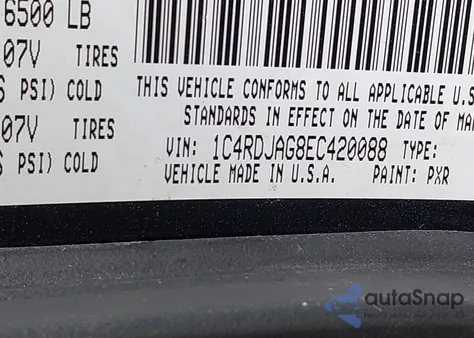 6500 LB
07V TIRES
PSI) COLD
07V TIRES
PSI) COLD
THIS VEHICLE CONFORMS TO ALL APPLICABLE U.S
STANDARDS IN EFFECT ON THE DATE OF MA
VIN: 1C4RDJAG8EC420088 TYPE:
VEHICLE MADE IN U.S.A. PAINT: PXR
autoSnap